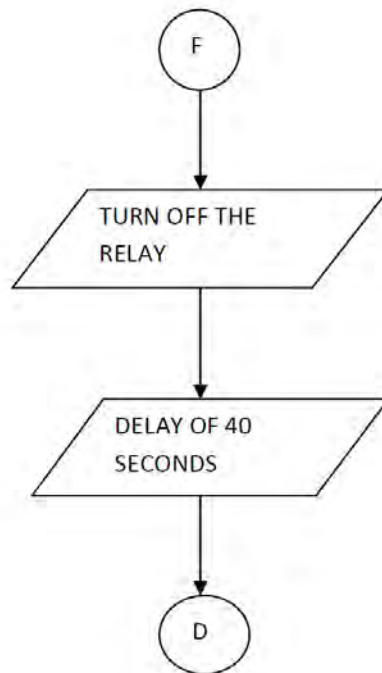 F
TURN OFF THE
RELAY
DELAY OF 40
SECONDS
D